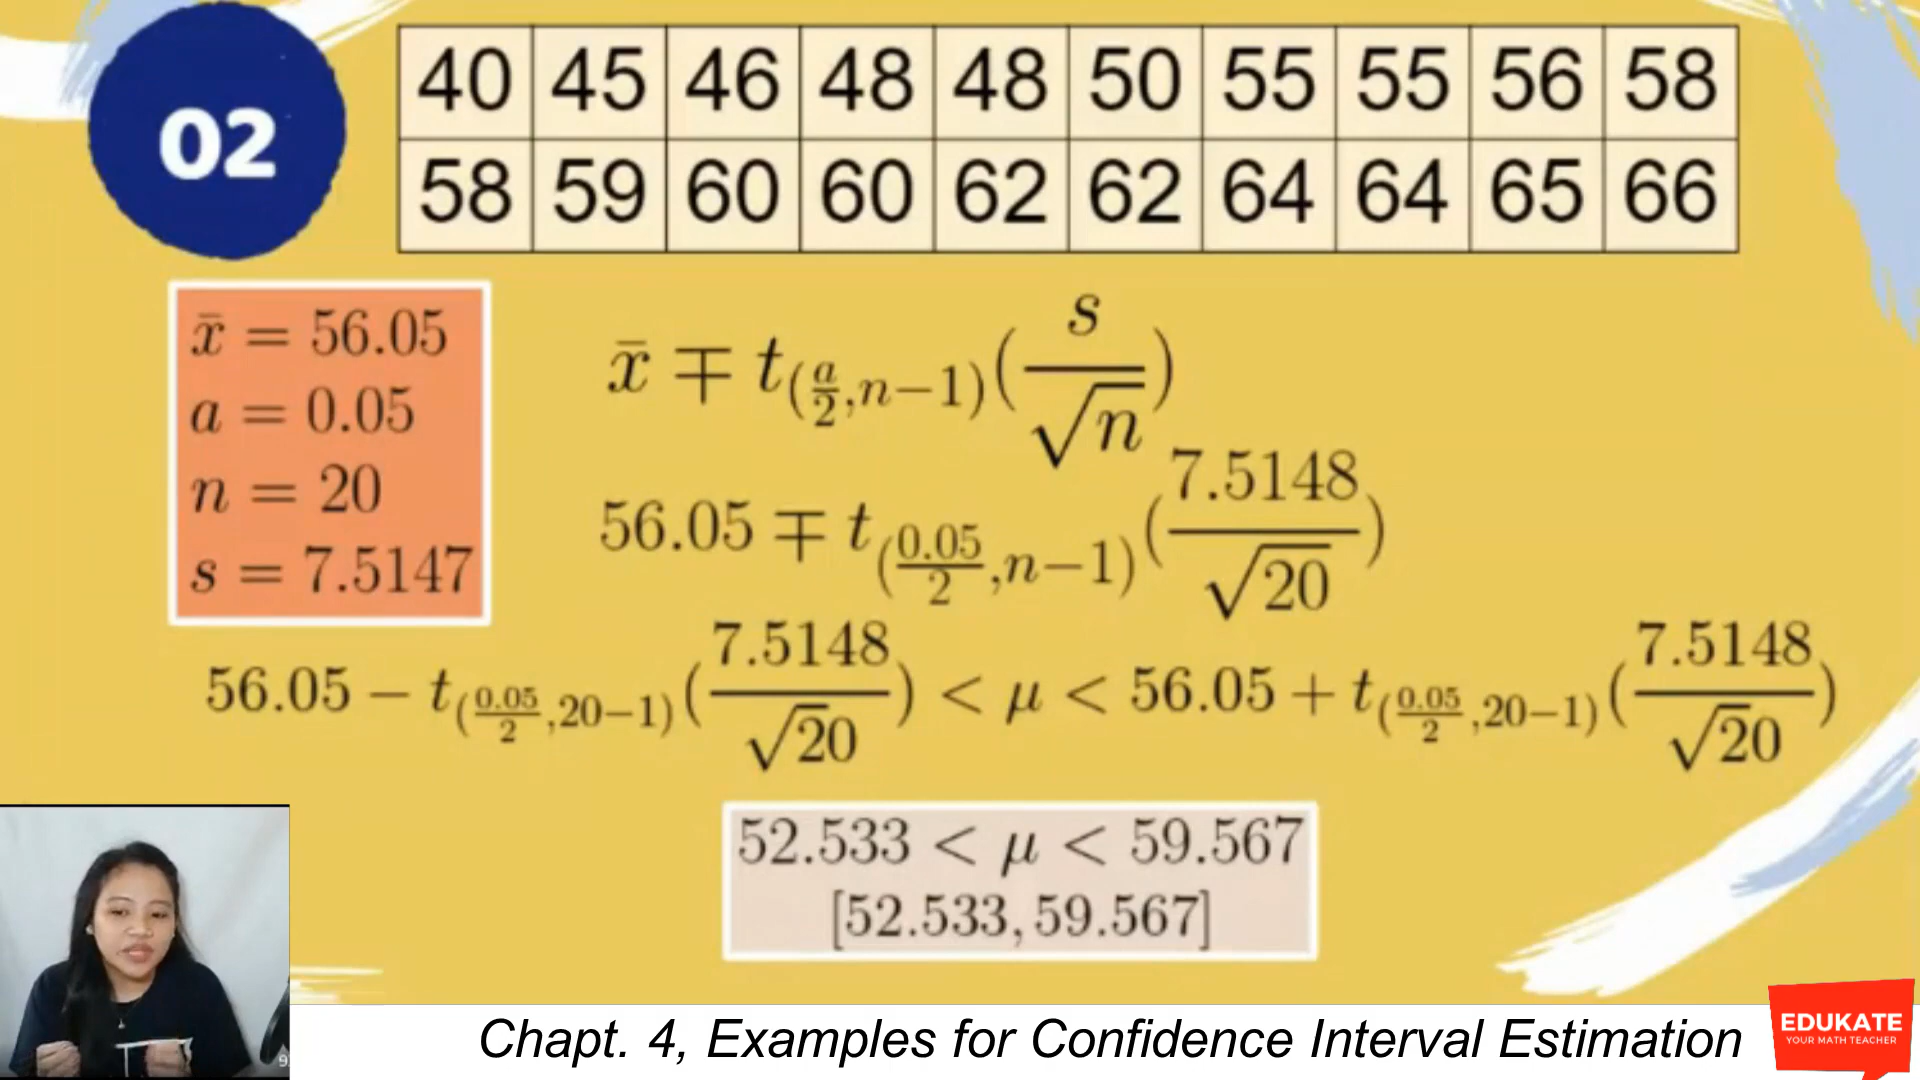 02
40 45 46 48 48 50 55 55 56 58
58 59 60 60 62 62 64 64 65 66
x̄ = 56.05
a = 0.05
n = 20
s = 7.5147
x̄ ∓ t_{(a/2, n−1)}(s/√n)
56.05 ∓ t_{(0.05/2, n−1)}(7.5148/√20)
56.05 − t_{(0.05/2, 20−1)}(7.5148/√20) < μ < 56.05 + t_{(0.05/2, 20−1)}(7.5148/√20)
52.533 < μ < 59.567
[52.533, 59.567]
Chapt. 4, Examples for Confidence Interval Estimation
EDUKATE
YOUR MATH TEACHER